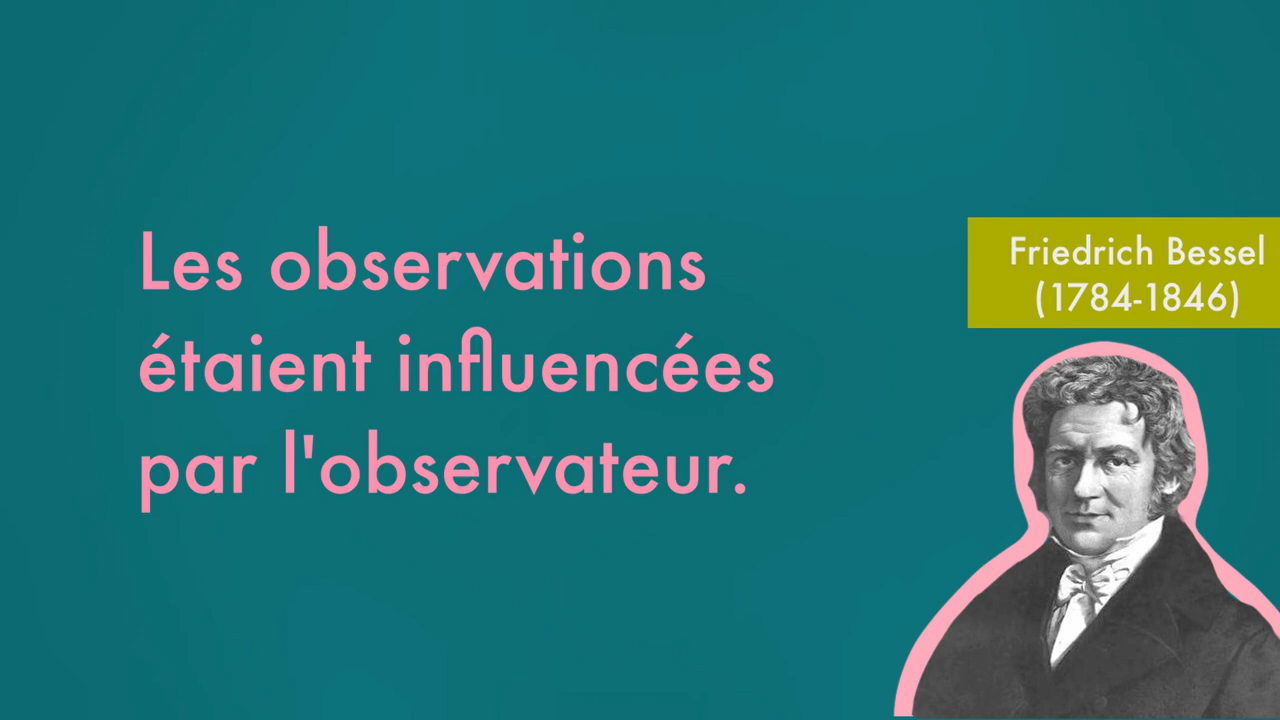 Les observations
étaient influencées
par l'observateur.
Friedrich Bessel
(1784-1846)